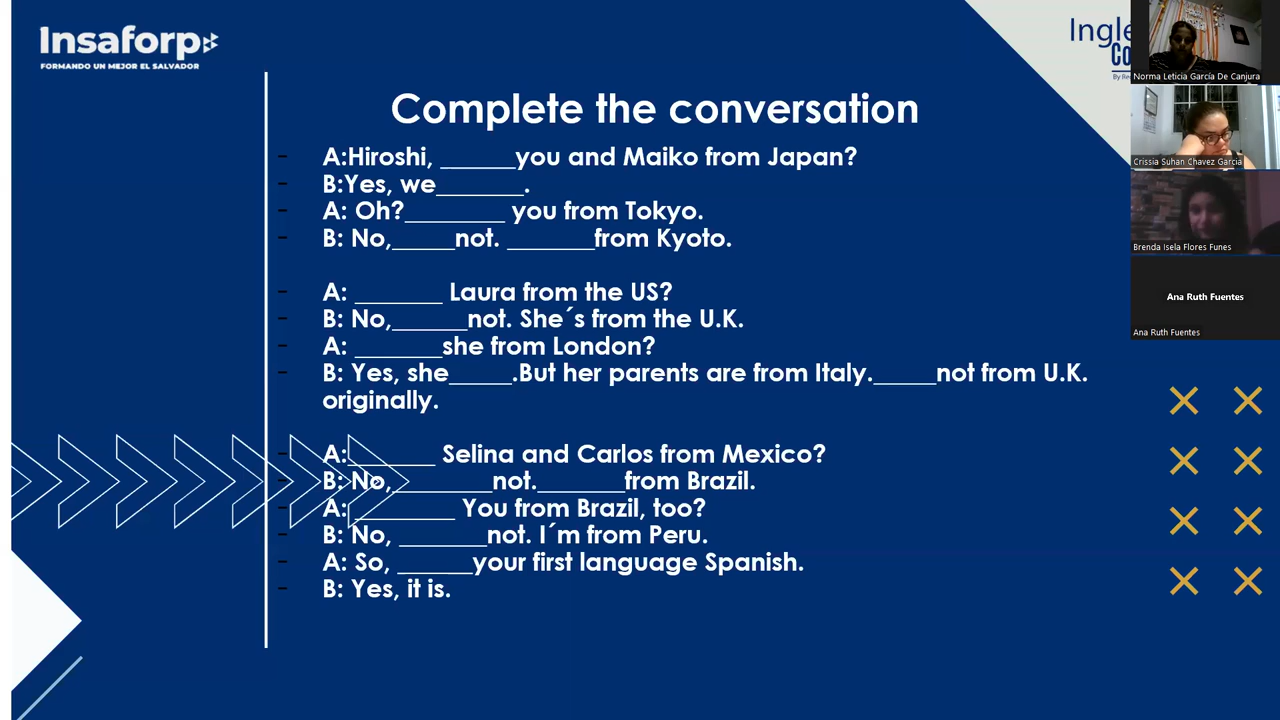 Insaforp
FORMANDO UN MEJOR EL SALVADOR
Complete the conversation
- A:Hiroshi, ______you and Maiko from Japan?
- B:Yes, we_______.
- A: Oh?________ you from Tokyo.
- B: No,_____not. _______from Kyoto.
- A: _______ Laura from the US?
- B: No,______not. She´s from the U.K.
- A: _______she from London?
- B: Yes, she_____.But her parents are from Italy._____not from U.K.
originally.
- A:_______ Selina and Carlos from Mexico?
- B: No,________not._______from Brazil.
- A: ________ You from Brazil, too?
- B: No, _______not. I´m from Peru.
- A: So, ______your first language Spanish.
- B: Yes, it is.
Norma Leticia García De Canjura
Crissia Suhan Chavez Garcia
Brenda Isela Flores Funes
Ana Ruth Fuentes
Ana Ruth Fuentes